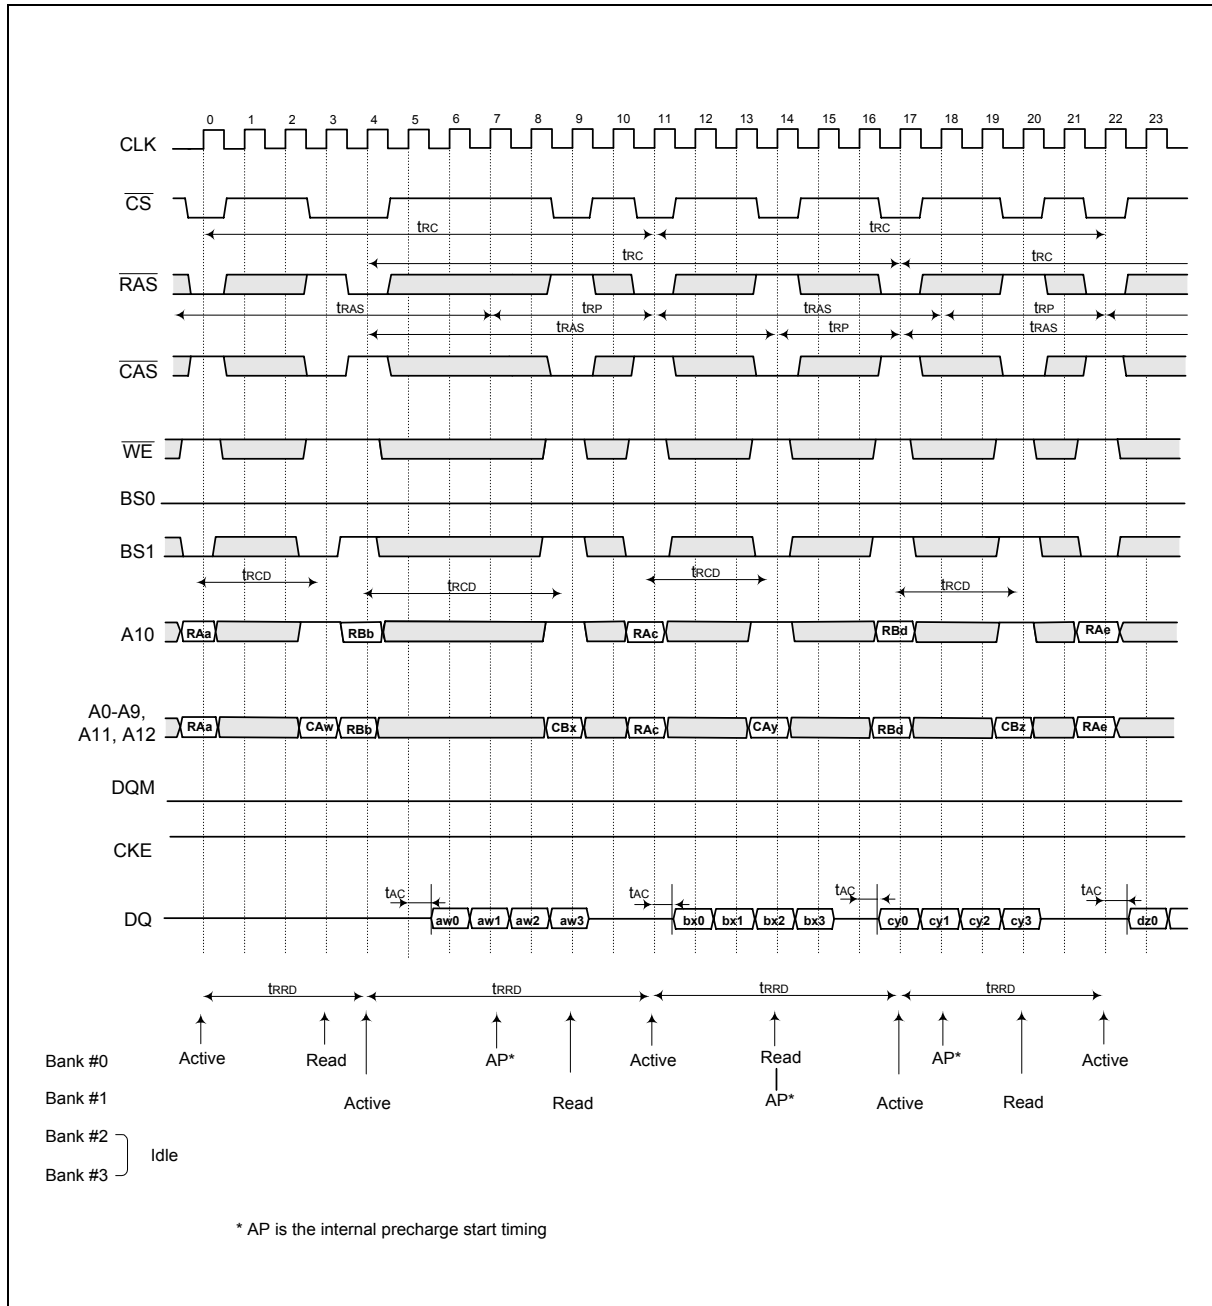 0 1 2 3 4 5 6 7 8 9 10 11 12 13 14 15 16 17 18 19 20 21 22 23
CLK
CS
tRC tRC
tRC tRC
RAS
tRAS tRP tRAS tRP
tRAS tRP tRAS
CAS
WE
BS0
BS1
tRCD tRCD tRCD tRCD
A10 RAa RBb RAc RBd RAe
A0-A9,
A11, A12
RAa CAw RBb CBx RAc CAy RBd CBz RAe
DQM
CKE
tAC tAC tAC tAC
DQ aw0 aw1 aw2 aw3 bx0 bx1 bx2 bx3 cy0 cy1 cy2 cy3 dz0
tRRD tRRD tRRD tRRD
Bank #0 Active Read AP* Active Read AP* Read Active
Bank #1 Active Read AP* Active Read
Bank #2
Idle
Bank #3
* AP is the internal precharge start timing